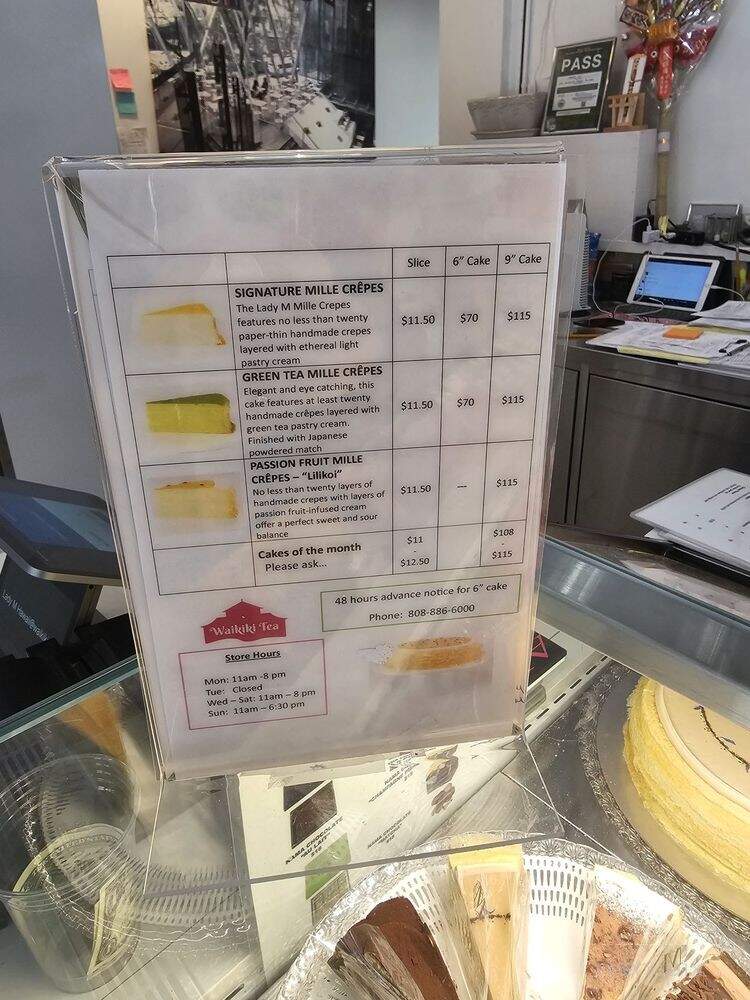 PASS
Slice 6” Cake 9” Cake
SIGNATURE MILLE CRÊPES
The Lady M Mille Crepes
features no less than twenty
paper-thin handmade crepes
layered with ethereal light
pastry cream
$11.50 $70 $115
GREEN TEA MILLE CRÊPES
Elegant and eye catching, this
cake features at least twenty
handmade crêpes layered with
green tea pastry cream.
Finished with Japanese
powdered match
$11.50 $70 $115
PASSION FRUIT MILLE
CRÊPES – “Lilikoi”
No less than twenty layers of
handmade crepes with layers of
passion fruit-infused cream
offer a perfect sweet and sour
balance
$11.50 --- $115
Cakes of the month
Please ask...
$11
-
$12.50
$108
-
$115
48 hours advance notice for 6” cake
Phone: 808-886-6000
Waikiki Tea
Store Hours
Mon: 11am -8 pm
Tue: Closed
Wed – Sat: 11am – 8 pm
Sun: 11am – 6:30 pm
NAMA CHOCOLATE
NAMA CHOCOLATE
M